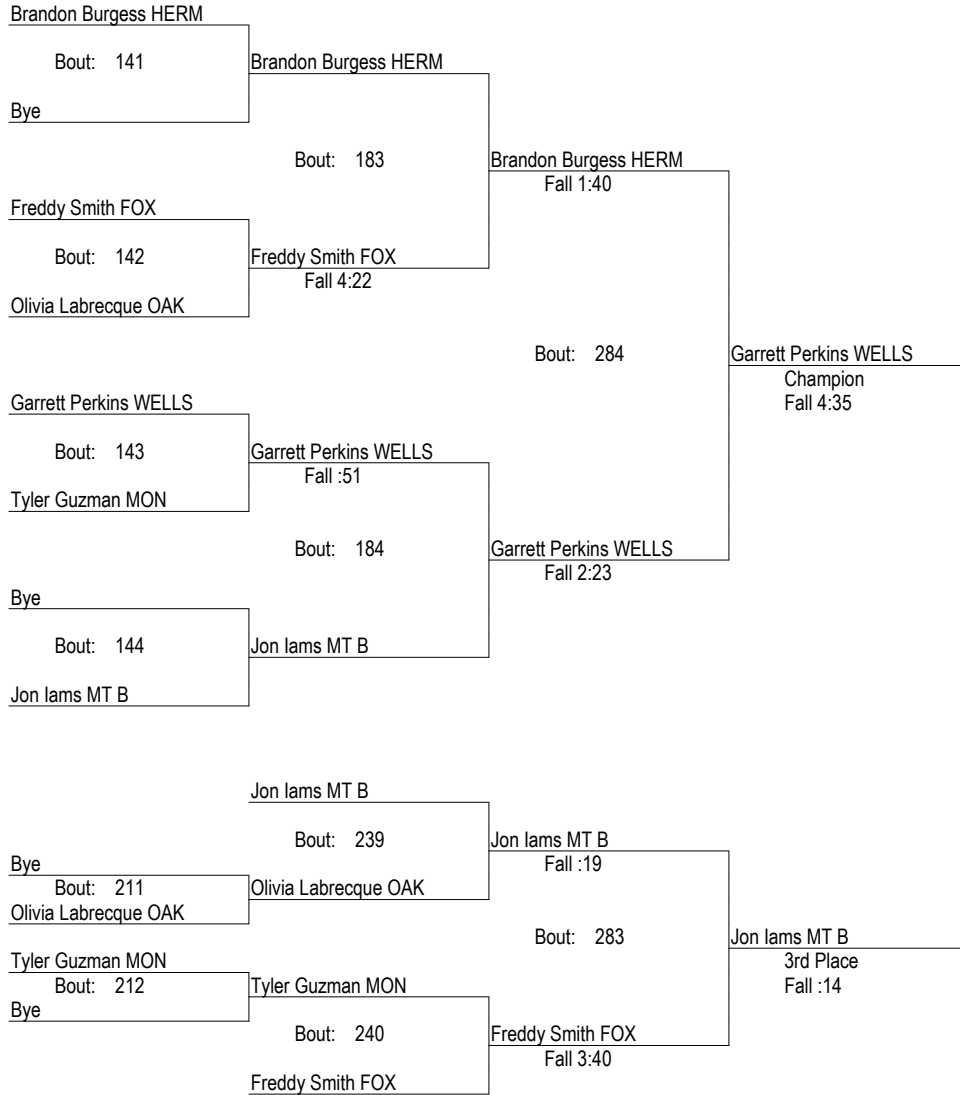 Brandon Burgess HERM
Bout: 141
Brandon Burgess HERM
Bye
Bout: 183
Brandon Burgess HERM
Fall 1:40
Freddy Smith FOX
Bout: 142
Freddy Smith FOX
Fall 4:22
Olivia Labrecque OAK
Bout: 284
Garrett Perkins WELLS
Champion
Fall 4:35
Garrett Perkins WELLS
Bout: 143
Garrett Perkins WELLS
Fall :51
Tyler Guzman MON
Bout: 184
Garrett Perkins WELLS
Fall 2:23
Bye
Bout: 144
Jon Iams MT B
Jon Iams MT B
Jon Iams MT B
Bout: 239
Jon Iams MT B
Fall :19
Bye
Bout: 211
Olivia Labrecque OAK
Olivia Labrecque OAK
Bout: 283
Jon Iams MT B
3rd Place
Fall :14
Tyler Guzman MON
Bout: 212
Tyler Guzman MON
Bye
Bout: 240
Freddy Smith FOX
Fall 3:40
Freddy Smith FOX